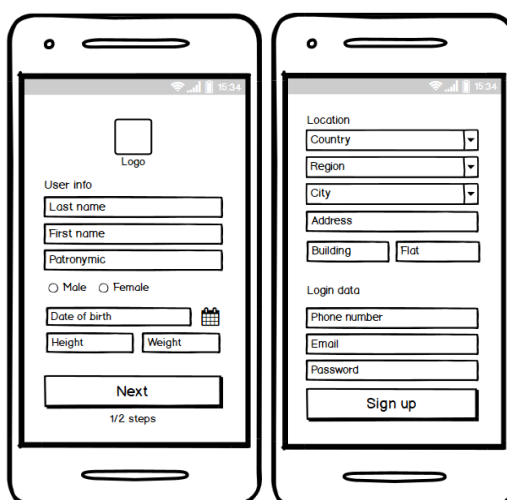 15:34
Logo
User info
Last name
First name
Patronymic
Male Female
Date of birth
Height Weight
Next
1/2 steps
15:34
Location
Country
Region
City
Address
Building Flat
Login data
Phone number
Email
Password
Sign up